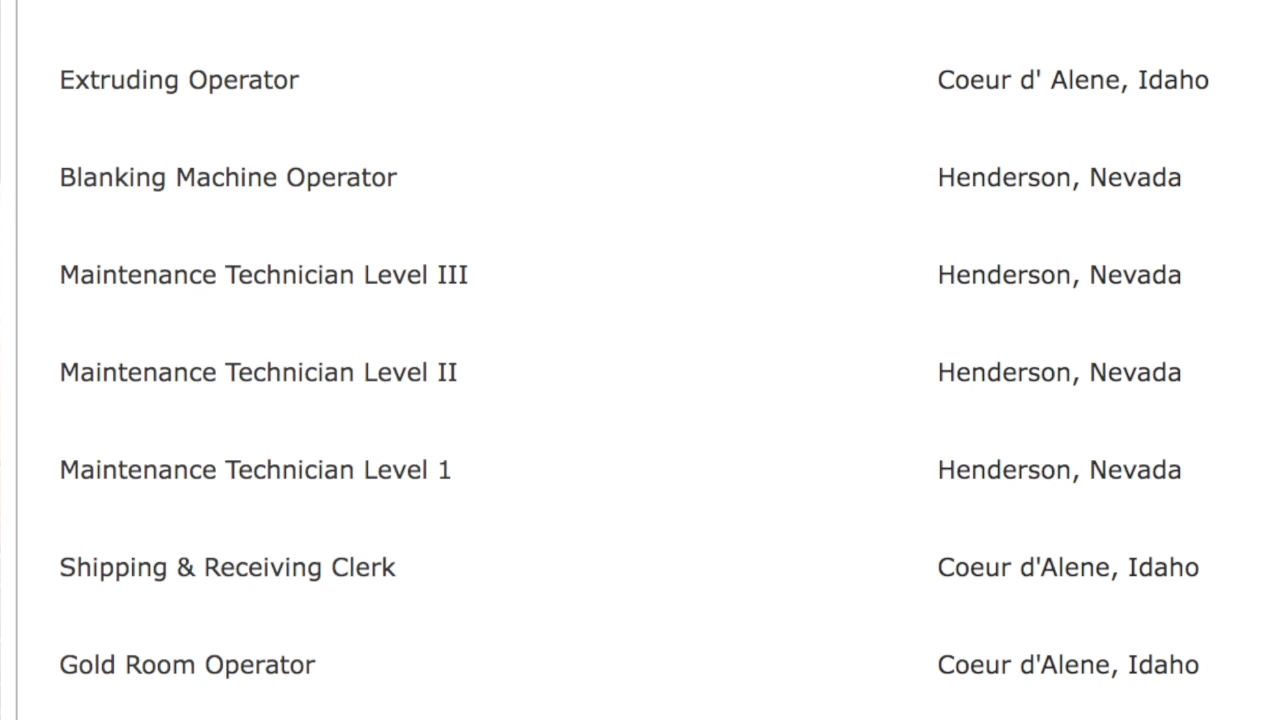 Extruding Operator Coeur d' Alene, Idaho
Blanking Machine Operator Henderson, Nevada
Maintenance Technician Level III Henderson, Nevada
Maintenance Technician Level II Henderson, Nevada
Maintenance Technician Level 1 Henderson, Nevada
Shipping & Receiving Clerk Coeur d'Alene, Idaho
Gold Room Operator Coeur d'Alene, Idaho